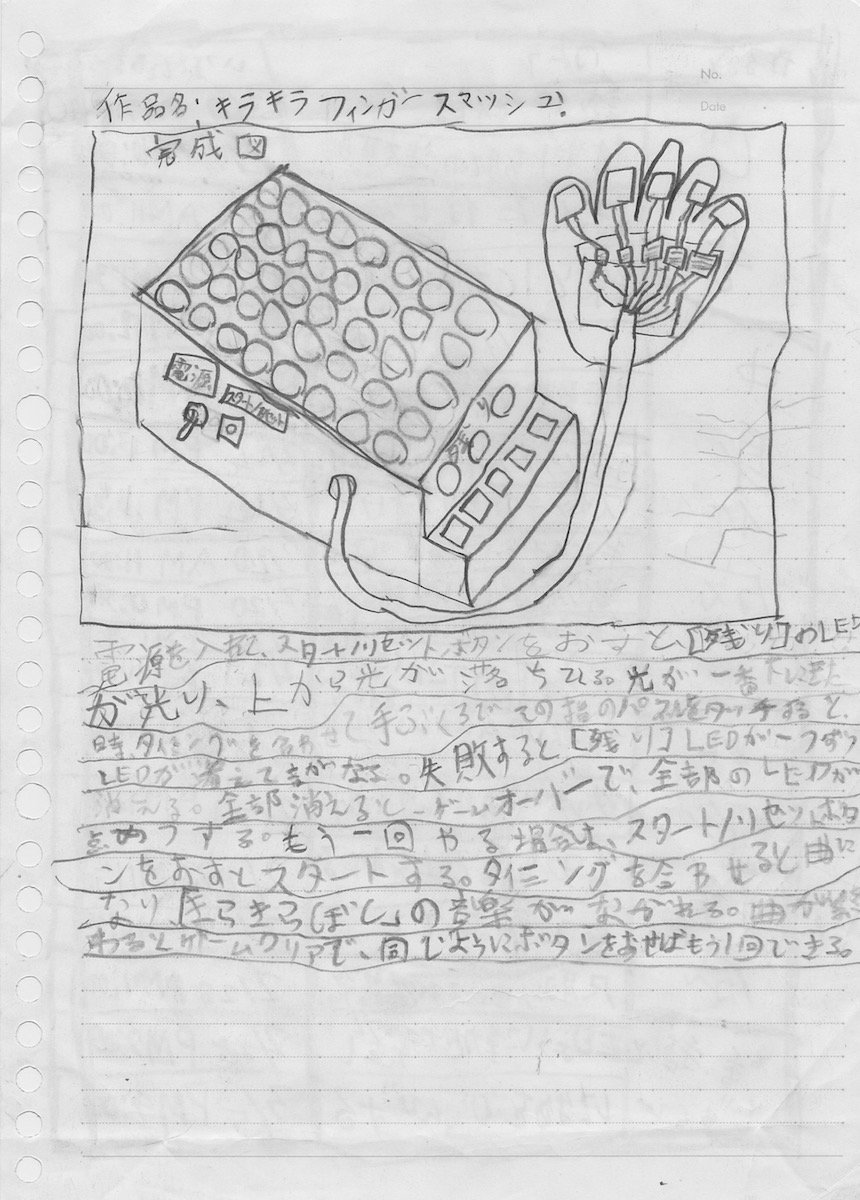 No.
Date
作品名:キラキラフィンガースマッシュ!
完成図
電源
スタート/リセット
残り
電源を入れて、スタート/リセットボタンをおすと、[残り]のLED
が光り、上から光が落ちてくる。光が一番下に来た
時、タイミングを合わせて手ぶくろでその指のパネルをタッチすると、
LEDが消えて音がなる。失敗すると[残り]LEDが一つずつ
消える。全部消えるとゲームオーバーで、全部のLEDが
点めつする。もう一回やる場合は、スタート/リセットボタ
ンをおすとスタートする。タイミングを合わせると曲に
なり「きらきらぼし」の音楽がながれる。曲が終
わるとゲームクリアで、同じようにボタンをおせばもう1回できる。